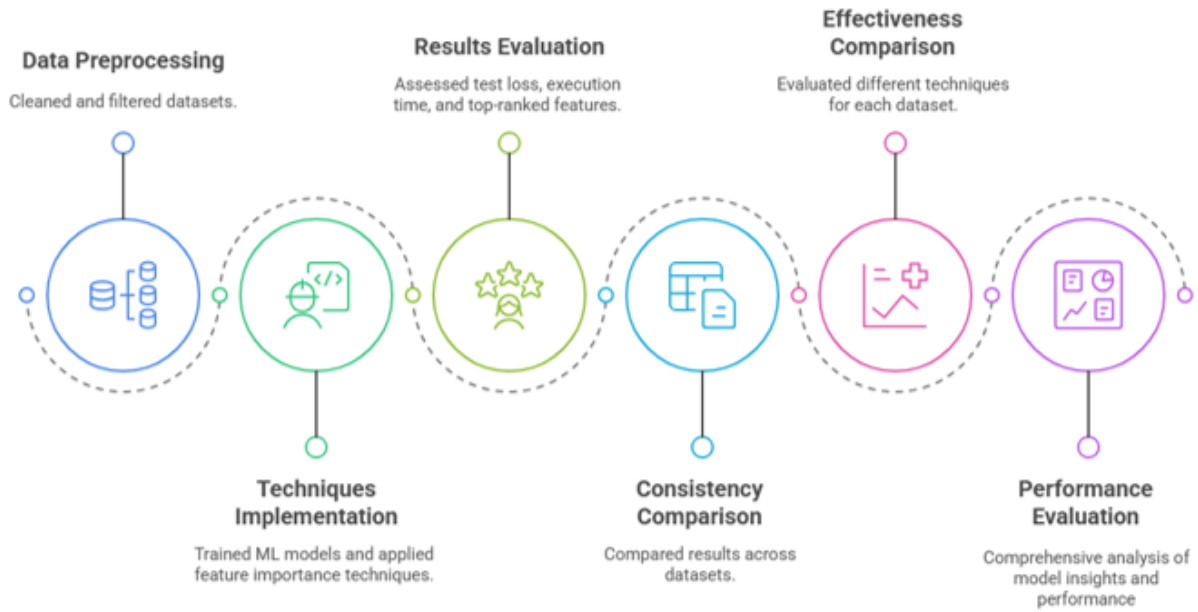 Data Preprocessing
Cleaned and filtered datasets.
Techniques
Implementation
Trained ML models and applied
feature importance techniques.
Results Evaluation
Assessed test loss, execution
time, and top-ranked features.
Consistency
Comparison
Compared results across
datasets.
Effectiveness
Comparison
Evaluated different techniques
for each dataset.
Performance
Evaluation
Comprehensive analysis of
model insights and
performance